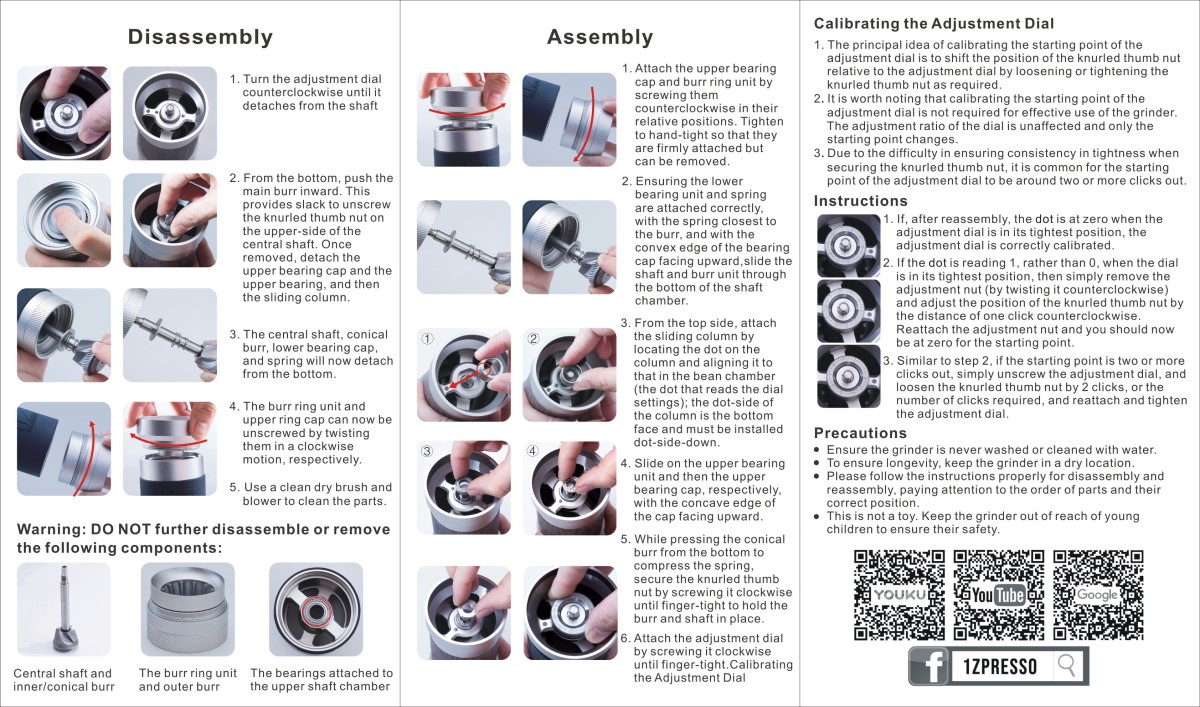 Disassembly
1. Turn the adjustment dial
counterclockwise until it
detaches from the shaft
2. From the bottom, push the
main burr inward. This
provides slack to unscrew
the knurled thumb nut on
the upper-side of the
central shaft. Once
removed, detach the
upper bearing cap and the
upper bearing, and then
the sliding column.
3. The central shaft, conical
burr, lower bearing cap,
and spring will now detach
from the bottom.
4. The burr ring unit and
upper ring cap can now be
unscrewed by twisting
them in a clockwise
motion, respectively.
5. Use a clean dry brush and
blower to clean the parts.
Warning: DO NOT further disassemble or remove
the following components:
Central shaft and
inner/conical burr
The burr ring unit
and outer burr
The bearings attached to
the upper shaft chamber
Assembly
1. Attach the upper bearing
cap and burr ring unit by
screwing them
counterclockwise in their
relative positions. Tighten
to hand-tight so that they
are firmly attached but
can be removed.
2. Ensuring the lower
bearing unit and spring
are attached correctly,
with the spring closest to
the burr, and with the
convex edge of the bearing
cap facing upward,slide the
shaft and burr unit through
the bottom of the shaft
chamber.
①
②
③
④
3. From the top side, attach
the sliding column by
locating the dot on the
column and aligning it to
that in the bean chamber
(the dot that reads the dial
settings); the dot-side of
the column is the bottom
face and must be installed
dot-side-down.
4. Slide on the upper bearing
unit and then the upper
bearing cap, respectively,
with the concave edge of
the cap facing upward.
5. While pressing the conical
burr from the bottom to
compress the spring,
secure the knurled thumb
nut by screwing it clockwise
until finger-tight to hold the
burr and shaft in place.
6. Attach the adjustment dial
by screwing it clockwise
until finger-tight.Calibrating
the Adjustment Dial
Calibrating the Adjustment Dial
1. The principal idea of calibrating the starting point of the
adjustment dial is to shift the position of the knurled thumb nut
relative to the adjustment dial by loosening or tightening the
knurled thumb nut as required.
2. It is worth noting that calibrating the starting point of the
adjustment dial is not required for effective use of the grinder.
The adjustment ratio of the dial is unaffected and only the
starting point changes.
3. Due to the difficulty in ensuring consistency in tightness when
securing the knurled thumb nut, it is common for the starting
point of the adjustment dial to be around two or more clicks out.
Instructions
1. If, after reassembly, the dot is at zero when the
adjustment dial is in its tightest position, the
adjustment dial is correctly calibrated.
2. If the dot is reading 1, rather than 0, when the dial
is in its tightest position, then simply remove the
adjustment nut (by twisting it counterclockwise)
and adjust the position of the knurled thumb nut by
the distance of one click counterclockwise.
Reattach the adjustment nut and you should now
be at zero for the starting point.
3. Similar to step 2, if the starting point is two or more
clicks out, simply unscrew the adjustment dial, and
loosen the knurled thumb nut by 2 clicks, or the
number of clicks required, and reattach and tighten
the adjustment dial.
Precautions
● Ensure the grinder is never washed or cleaned with water.
● To ensure longevity, keep the grinder in a dry location.
● Please follow the instructions properly for disassembly and
reassembly, paying attention to the order of parts and their
correct position.
● This is not a toy. Keep the grinder out of reach of young
children to ensure their safety.
YOUKU
YouTube
Google
f 1ZPRESSO